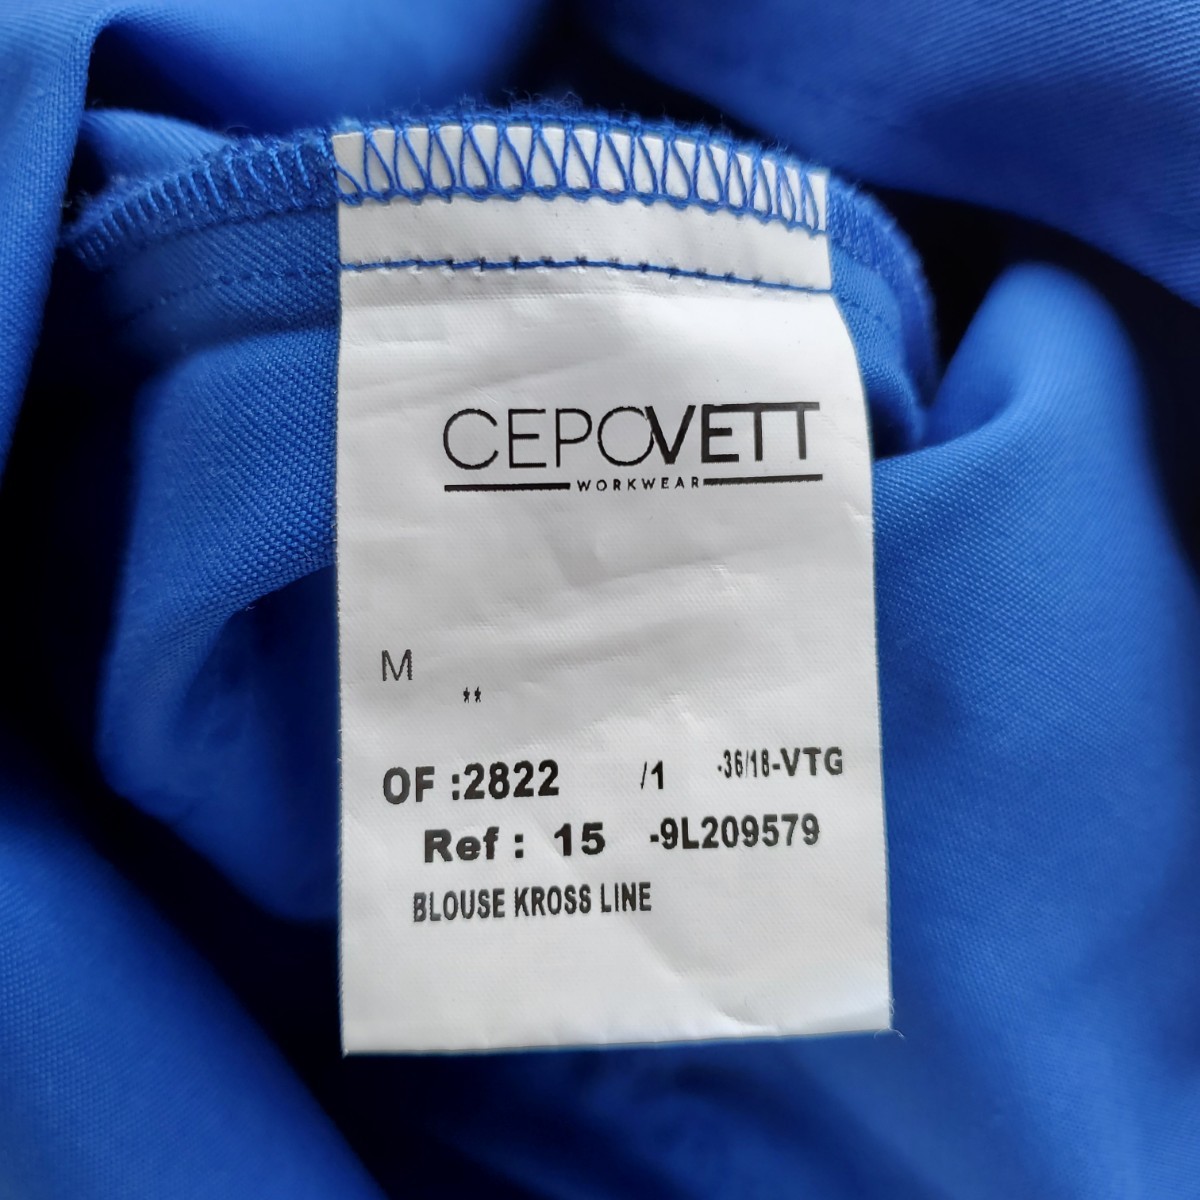 CEPOVETT
WORKWEAR
M
**
OF :2822 /1 -36/18-VTG
Ref : 15 -9L209579
BLOUSE KROSS LINE